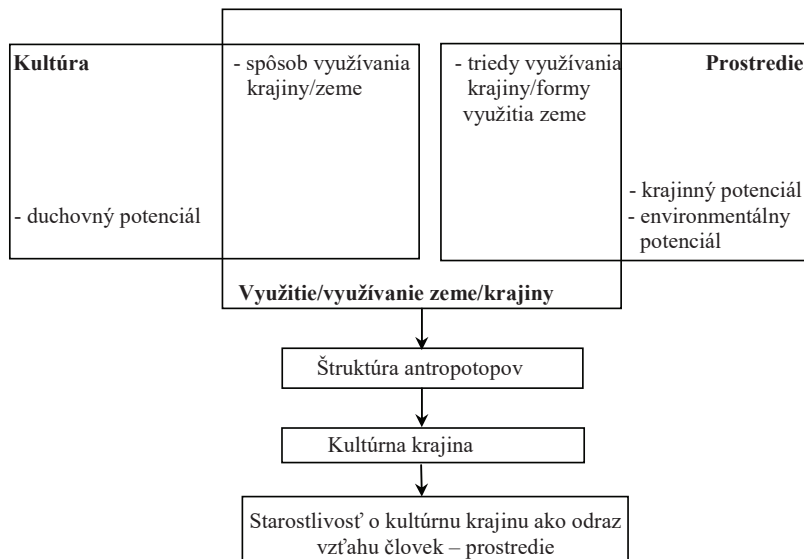 Kultúra
- spôsob využívania
krajiny/zeme
- triedy využívania
krajiny/formy
využitia zeme
Prostredie
- duchovný potenciál
- krajinný potenciál
- environmentálny
potenciál
Využitie/využívanie zeme/krajiny
Štruktúra antropotopov
Kultúrna krajina
Starostlivosť o kultúrnu krajinu ako odraz
vzťahu človek – prostredie